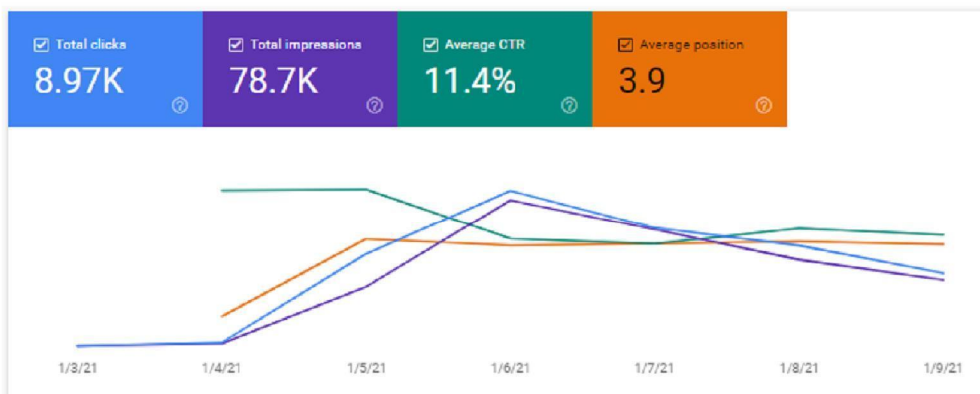 Total clicks
8.97K
Total impressions
78.7K
Average CTR
11.4%
Average position
3.9
1/3/21 1/4/21 1/5/21 1/6/21 1/7/21 1/8/21 1/9/21